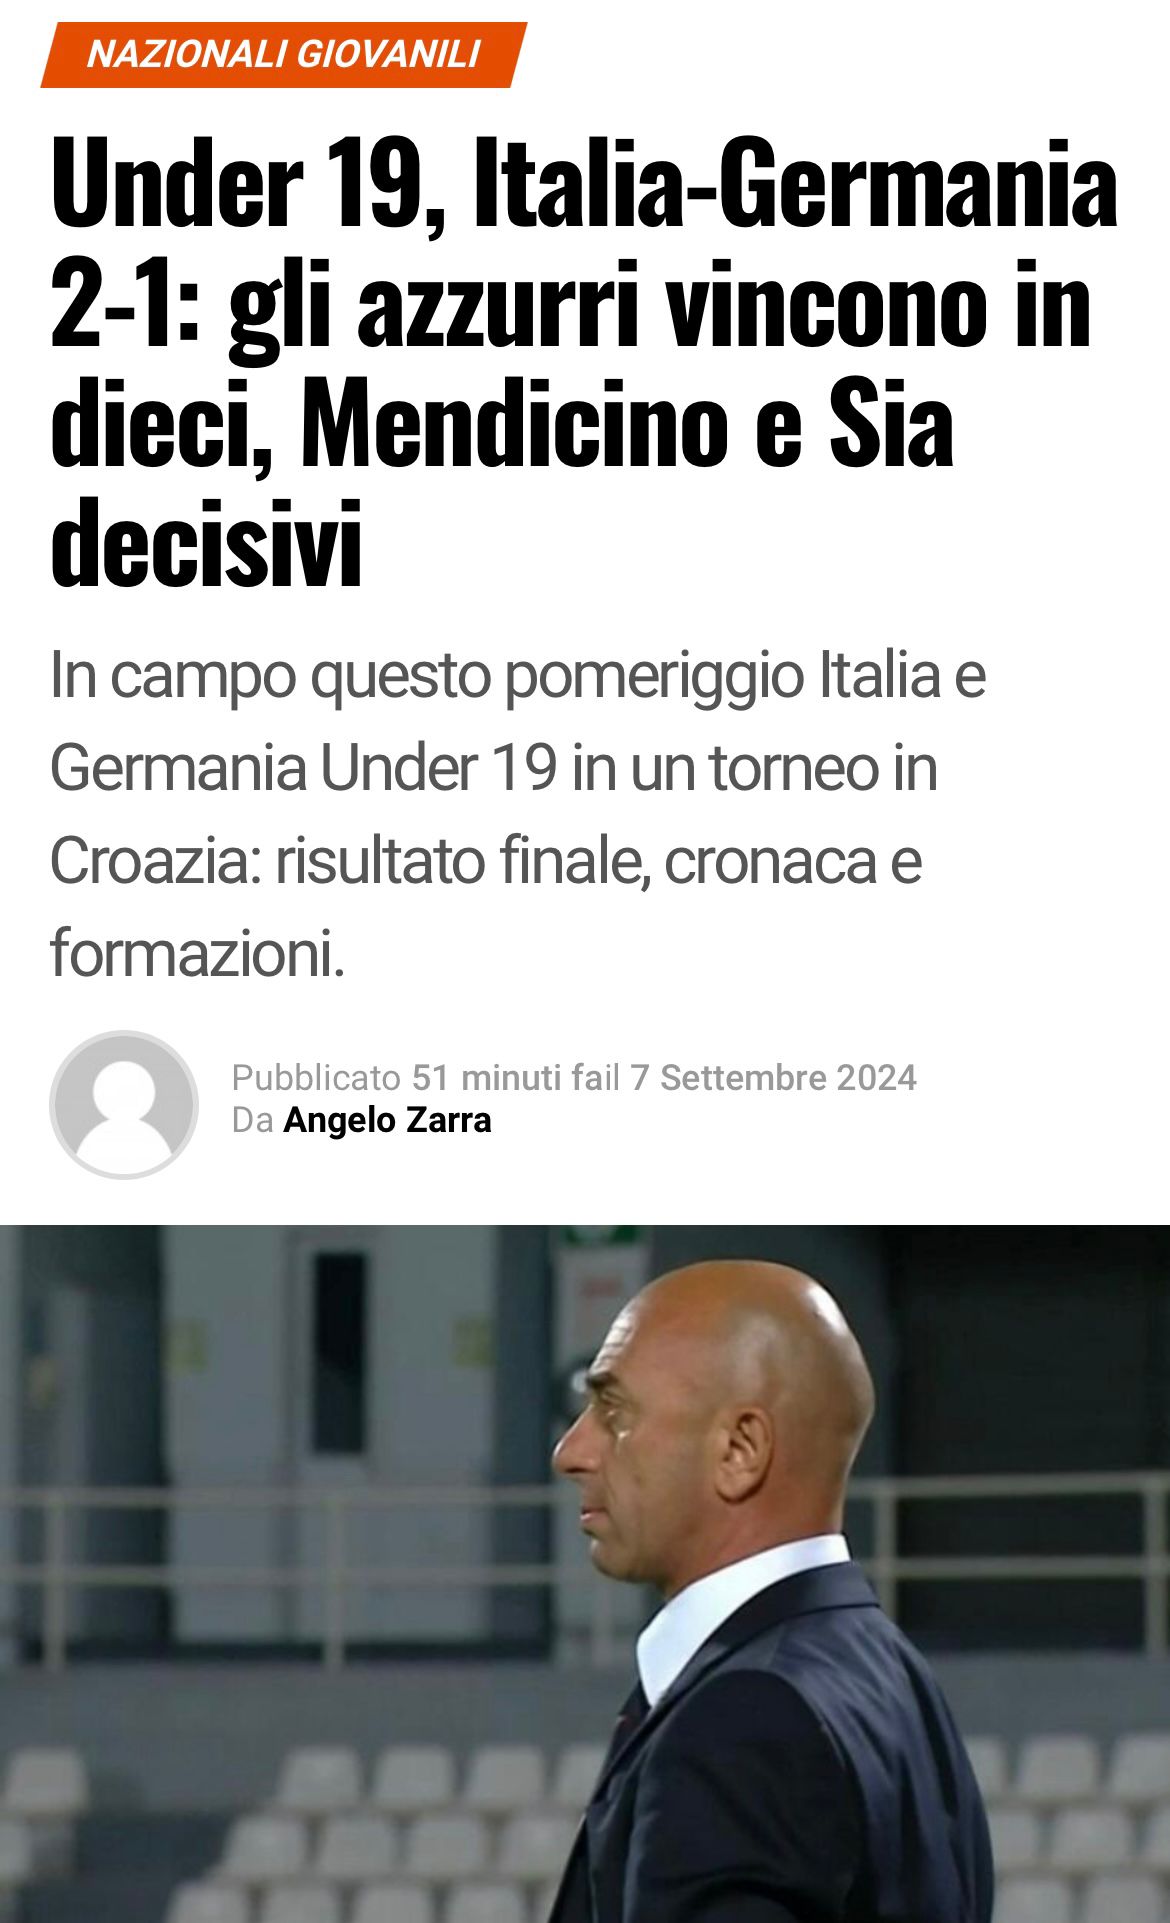 NAZIONALI GIOVANILI
Under 19, Italia-Germania
2-1: gli azzurri vincono in
dieci, Mendicino e Sia
decisivi
In campo questo pomeriggio Italia e
Germania Under 19 in un torneo in
Croazia: risultato finale, cronaca e
formazioni.
Pubblicato 51 minuti fail 7 Settembre 2024
Da Angelo Zarra